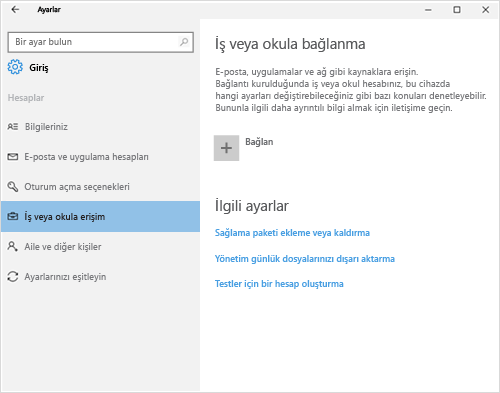 Ayarlar
Bir ayar bulun
Giriş
Hesaplar
Bilgileriniz
E-posta ve uygulama hesapları
Oturum açma seçenekleri
İş veya okula erişim
Aile ve diğer kişiler
Ayarlarınızı eşitleyin
İş veya okula bağlanma
E-posta, uygulamalar ve ağ gibi kaynaklara erişin.
Bağlantı kurulduğunda iş veya okul hesabınız, bu cihazda
hangi ayarları değiştirebileceğiniz gibi bazı konuları denetleyebilir.
Bununla ilgili daha ayrıntılı bilgi almak için iletişime geçin.
Bağlan
İlgili ayarlar
Sağlama paketi ekleme veya kaldırma
Yönetim günlük dosyalarınızı dışarı aktarma
Testler için bir hesap oluşturma